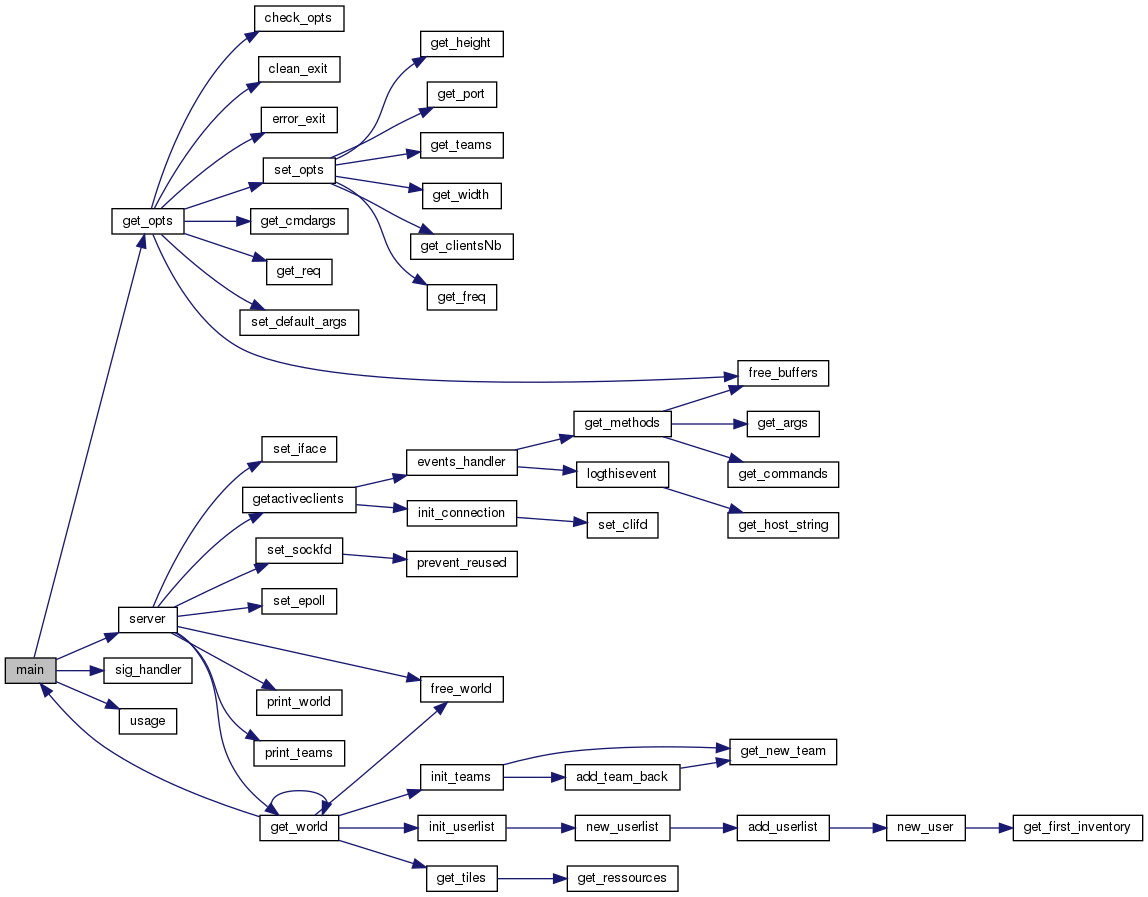 check_opts
get_height
clean_exit
get_port
error_exit
get_teams
set_opts
get_width
get_opts
get_cmdargs
get_clientsNb
get_req
get_freq
set_default_args
free_buffers
get_methods
get_args
set_iface
events_handler
get_commands
logthisevent
getactiveclients
init_connection
get_host_string
set_clifd
set_sockfd
prevent_reused
set_epoll
server
main
sig_handler
free_world
print_world
usage
print_teams
get_new_team
init_teams
add_team_back
get_world
init_userlist
new_userlist
add_userlist
new_user
get_first_inventory
get_tiles
get_ressources